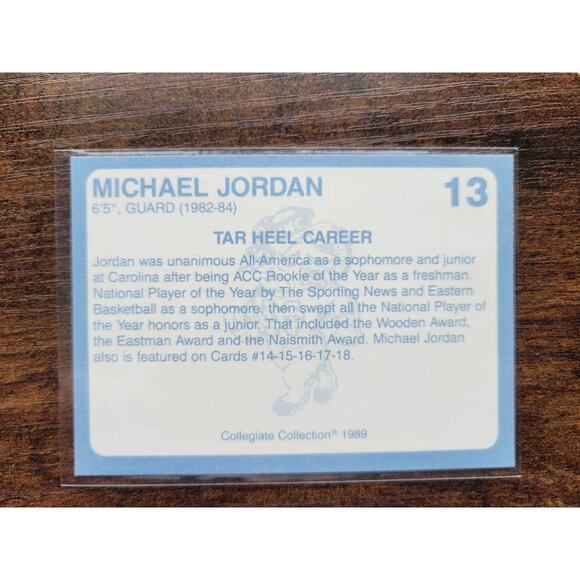 MICHAEL JORDAN 13
6'5", GUARD (1982-84)
TAR HEEL CAREER
Jordan was unanimous All-America as a sophomore and junior
at Carolina after being ACC Rookie of the Year as a freshman.
National Player of the Year by The Sporting News and Eastern
Basketball as a sophomore, then swept all the National Player of
the Year honors as a junior. That included the Wooden Award,
the Eastman Award and the Naismith Award. Michael Jordan
also is featured on Cards #14-15-16-17-18.
Collegiate Collection® 1989